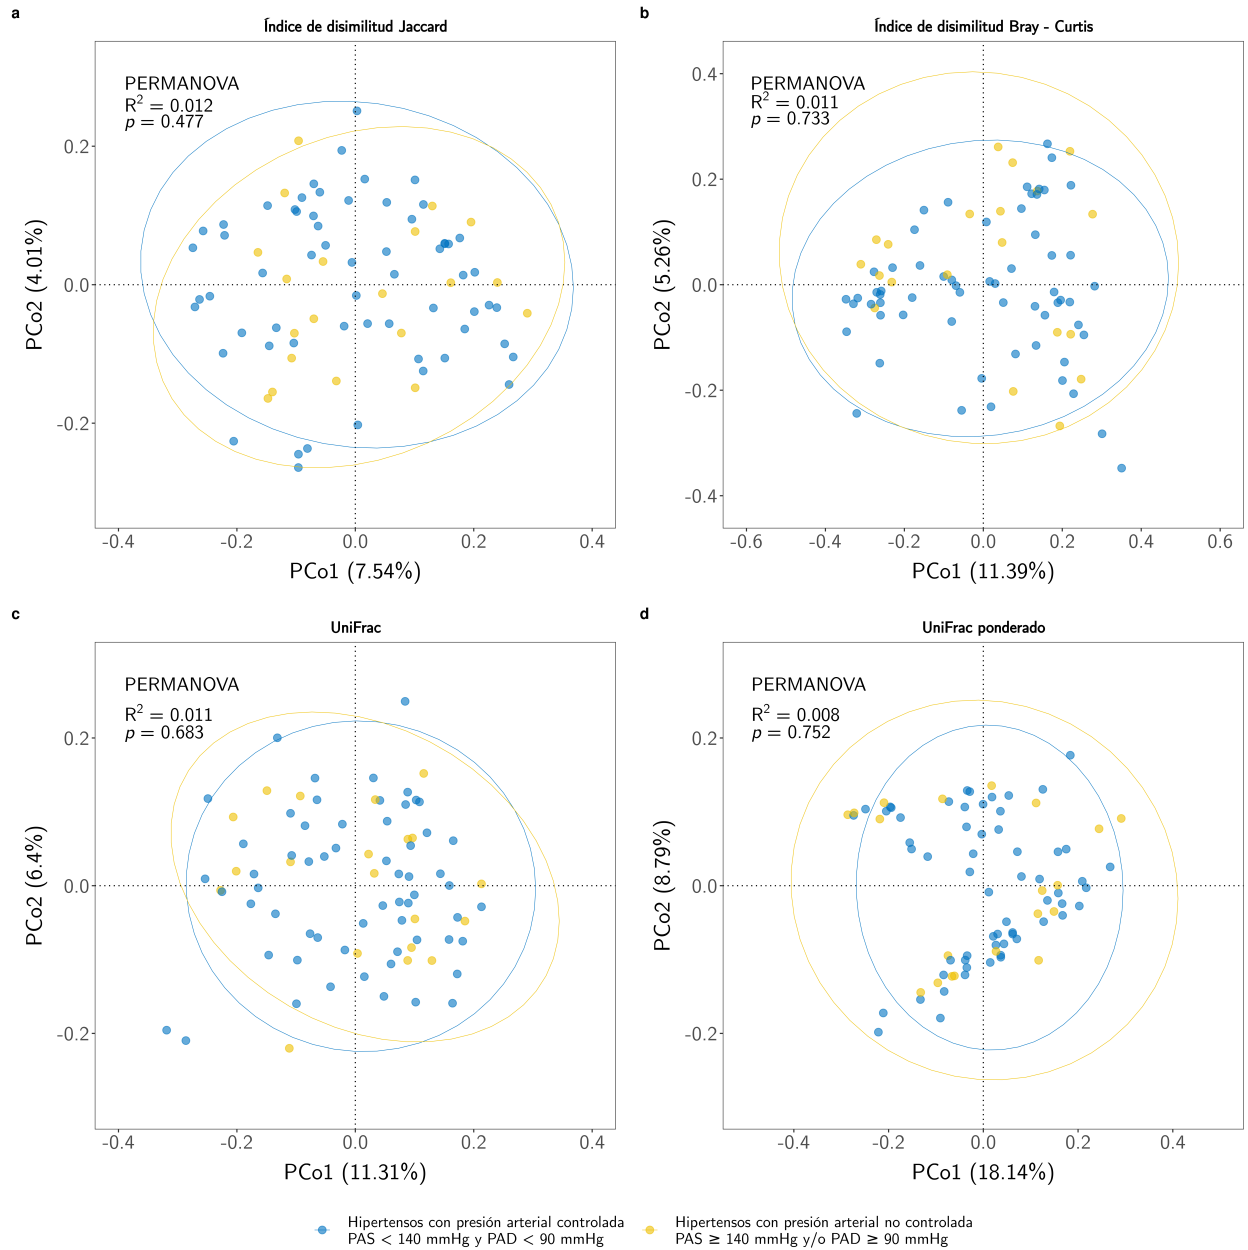 a
Índice de disimilitud Jaccard
PERMANOVA
R² = 0.012
p = 0.477
0.2
0.0
-0.2
PCo2 (4.01%)
-0.4
-0.2
0.0
0.2
0.4
PCo1 (7.54%)
b
Índice de disimilitud Bray - Curtis
PERMANOVA
R² = 0.011
p = 0.733
0.4
0.2
0.0
-0.2
-0.4
PCo2 (5.26%)
-0.6
-0.4
-0.2
0.0
0.2
0.4
0.6
PCo1 (11.39%)
c
UniFrac
PERMANOVA
R² = 0.011
p = 0.683
0.2
0.0
-0.2
PCo2 (6.4%)
-0.4
-0.2
0.0
0.2
0.4
PCo1 (11.31%)
d
UniFrac ponderado
PERMANOVA
R² = 0.008
p = 0.752
0.2
0.0
-0.2
PCo2 (8.79%)
-0.4
-0.2
0.0
0.2
0.4
PCo1 (18.14%)
Hipertensos con presión arterial controlada
PAS < 140 mmHg y PAD < 90 mmHg
Hipertensos con presión arterial no controlada
PAS ≥ 140 mmHg y/o PAD ≥ 90 mmHg